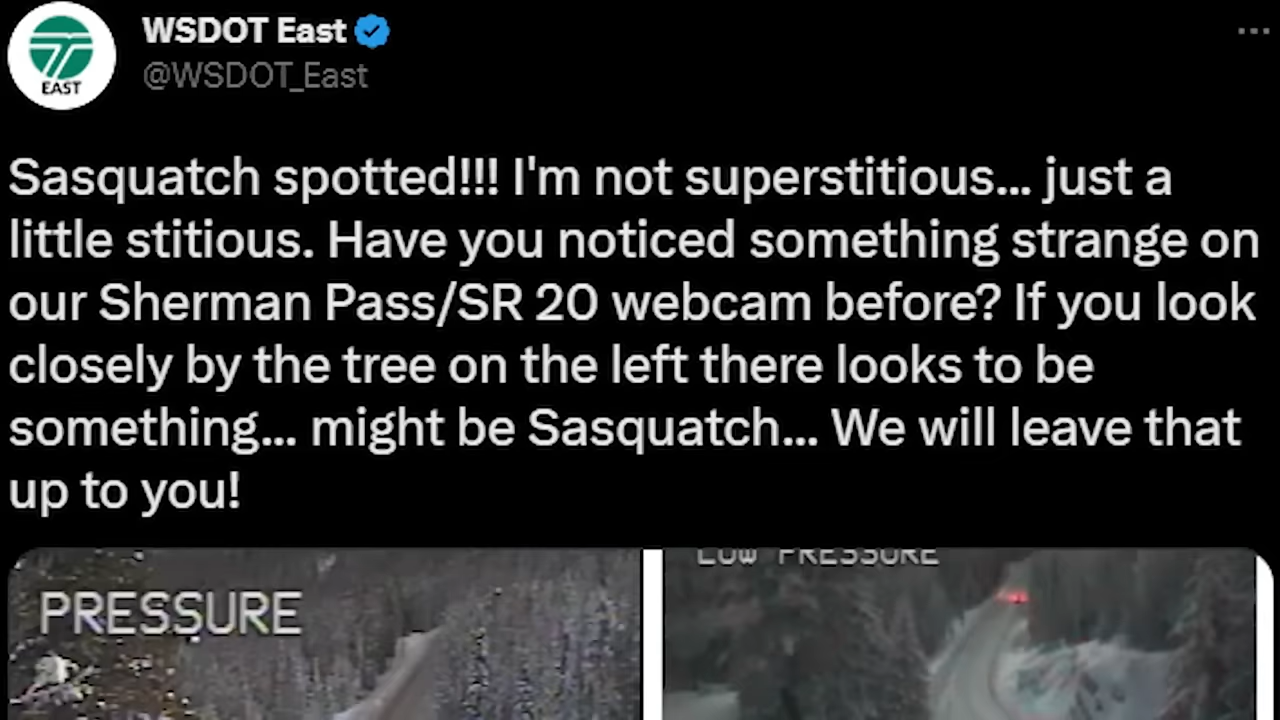 WSDOT East
@WSDOT_East
EAST
Sasquatch spotted!!! I'm not superstitious... just a
little stitious. Have you noticed something strange on
our Sherman Pass/SR 20 webcam before? If you look
closely by the tree on the left there looks to be
something... might be Sasquatch... We will leave that
up to you!
PRESSURE
LOW PRESSURE